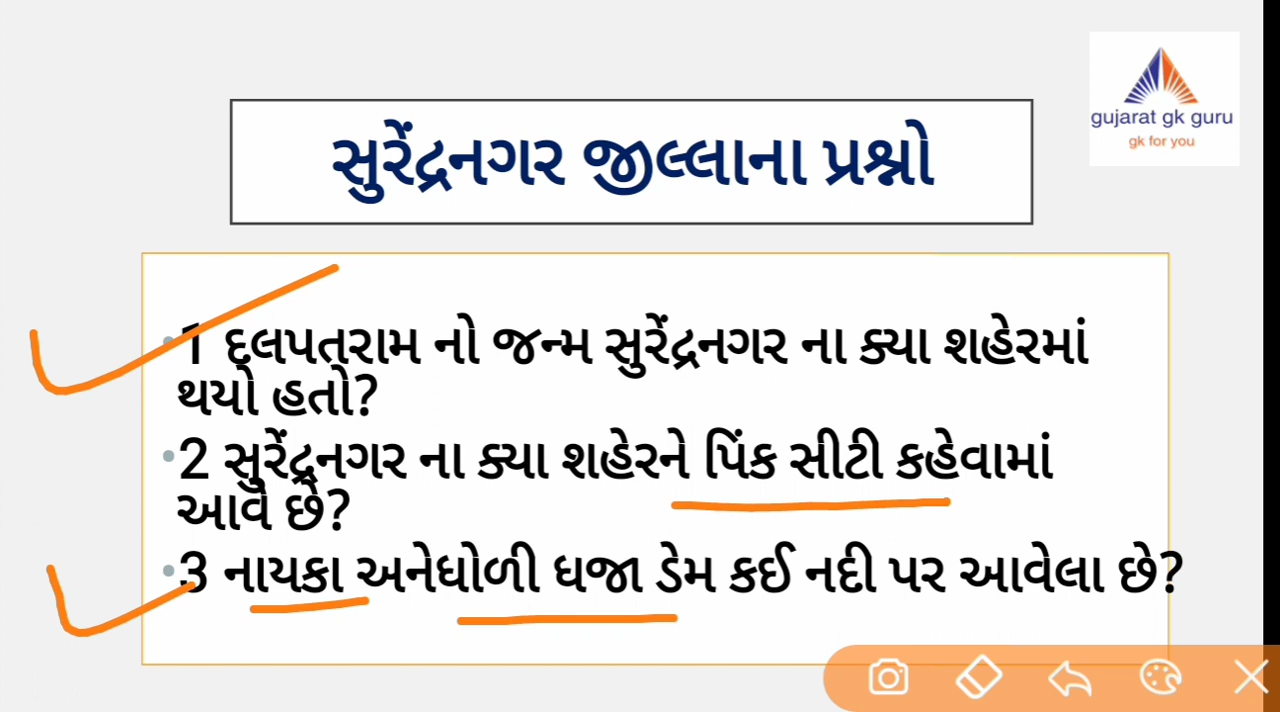 gujarat gk guru
gk for you
સુરેંદ્રનગર જીલ્લાના પ્રશ્નો
•1 દલપતરામ નો જન્મ સુરેંદ્રનગર ના ક્યા શહેરમાં
થયો હતો?
•2 સુરેંદ્રનગર ના ક્યા શહેરને પિંક સીટી કહેવામાં
આવે છે?
•3 નાયકા અનેધોળી ધજા ડેમ કઈ નદી પર આવેલા છે?